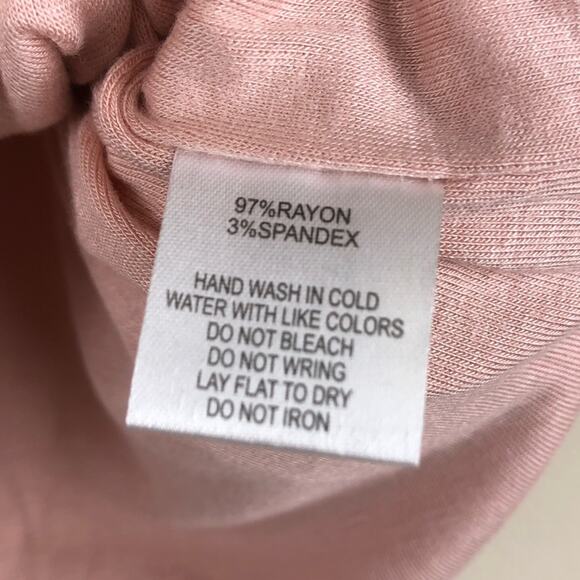 97%RAYON
3%SPANDEX
HAND WASH IN COLD
WATER WITH LIKE COLORS
DO NOT BLEACH
DO NOT WRING
LAY FLAT TO DRY
DO NOT IRON